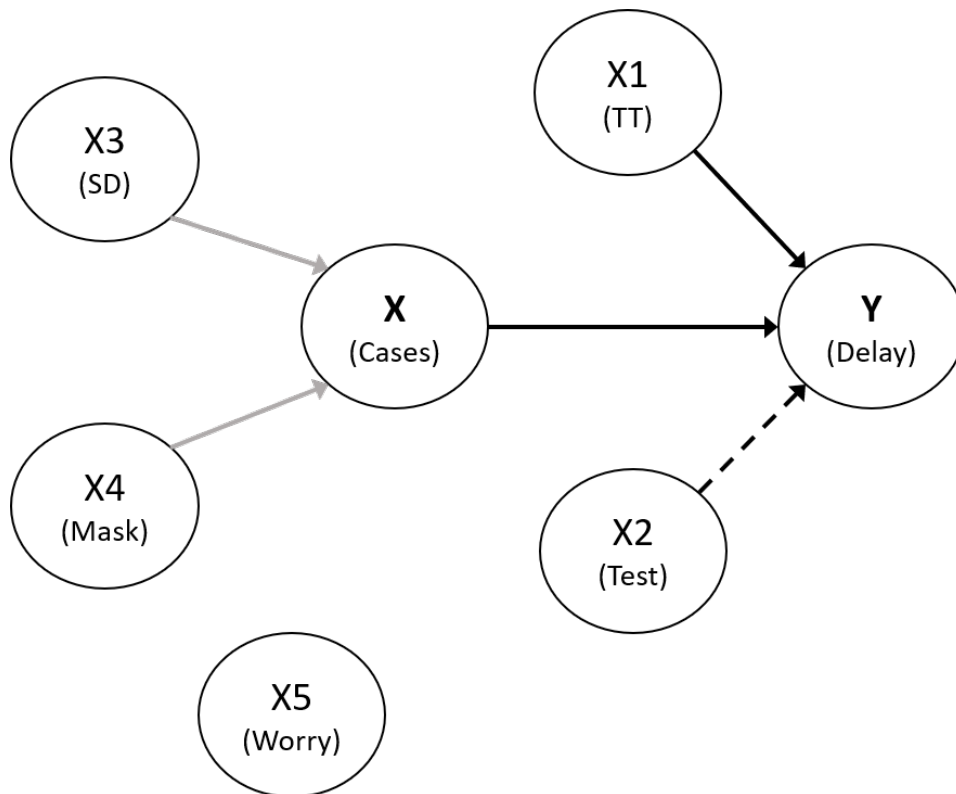 X1
(TT)
X3
(SD)
X
(Cases)
Y
(Delay)
X4
(Mask)
X2
(Test)
X5
(Worry)